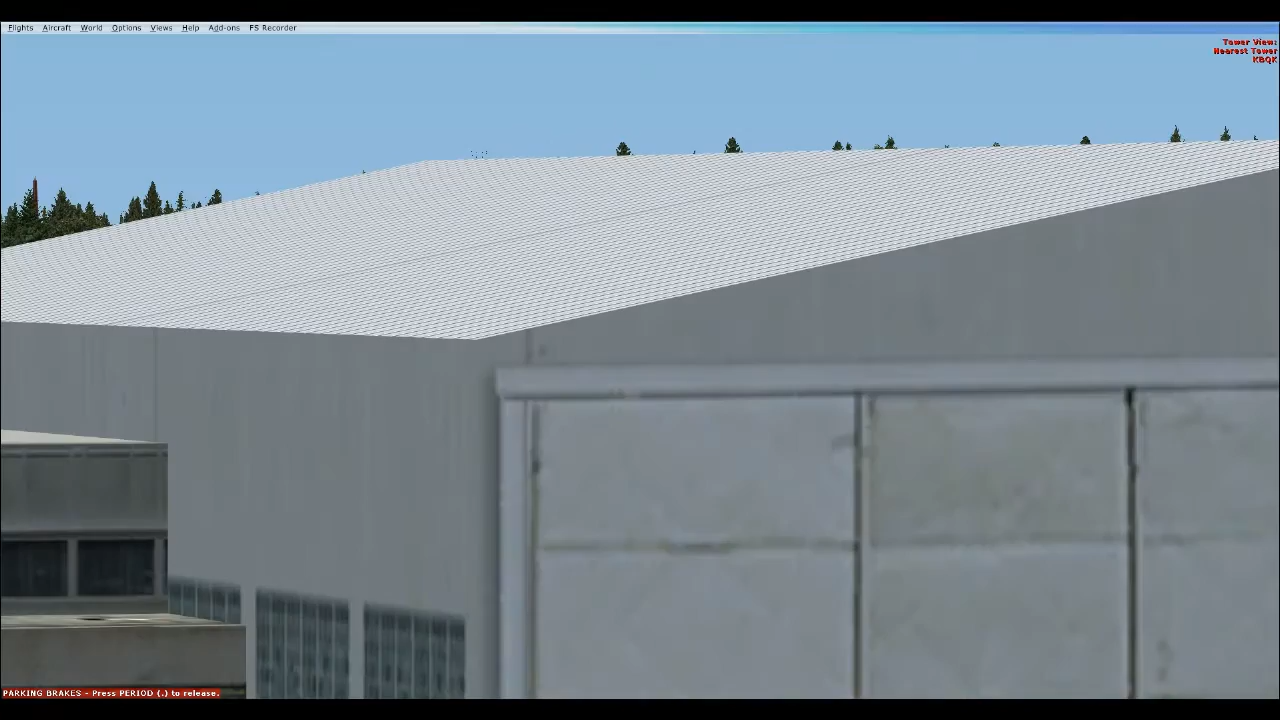 Flights Aircraft World Options Views Help Add-ons FS Recorder
Tower View:
Nearest Tower
KBQK
PARKING BRAKES - Press PERIOD (.) to release.